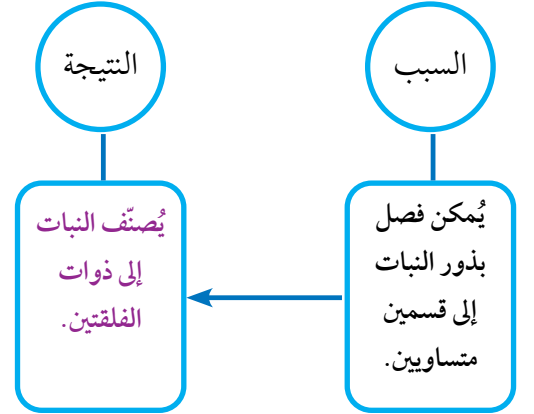 السبب
يُمكن فصل
بذور النبات
إلى قسمين
متساويين.
النتيجة
يُصنّف النبات
إلى ذوات
الفلقتين.